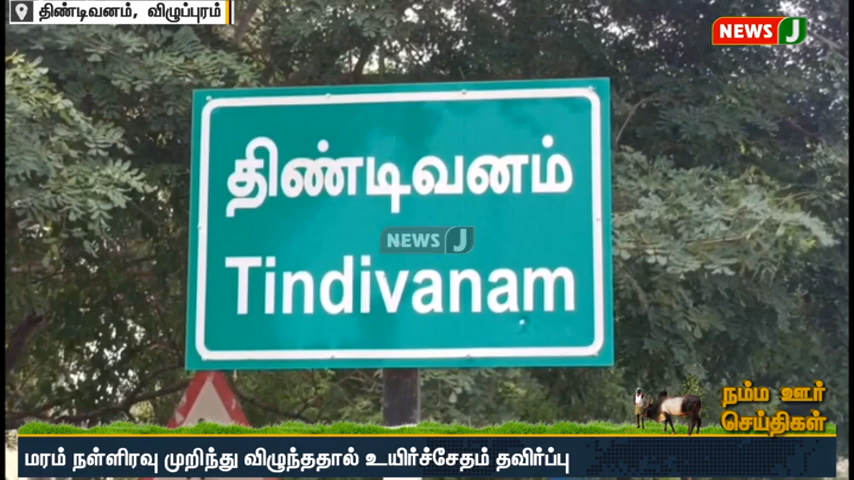 திண்டிவனம், விழுப்புரம்
NEWS J
திண்டிவனம்
NEWS J
Tindivanam
நம்ம ஊர்
செய்திகள்
மரம் நள்ளிரவு முறிந்து விழுந்ததால் உயிர்ச்சேதம் தவிர்ப்பு